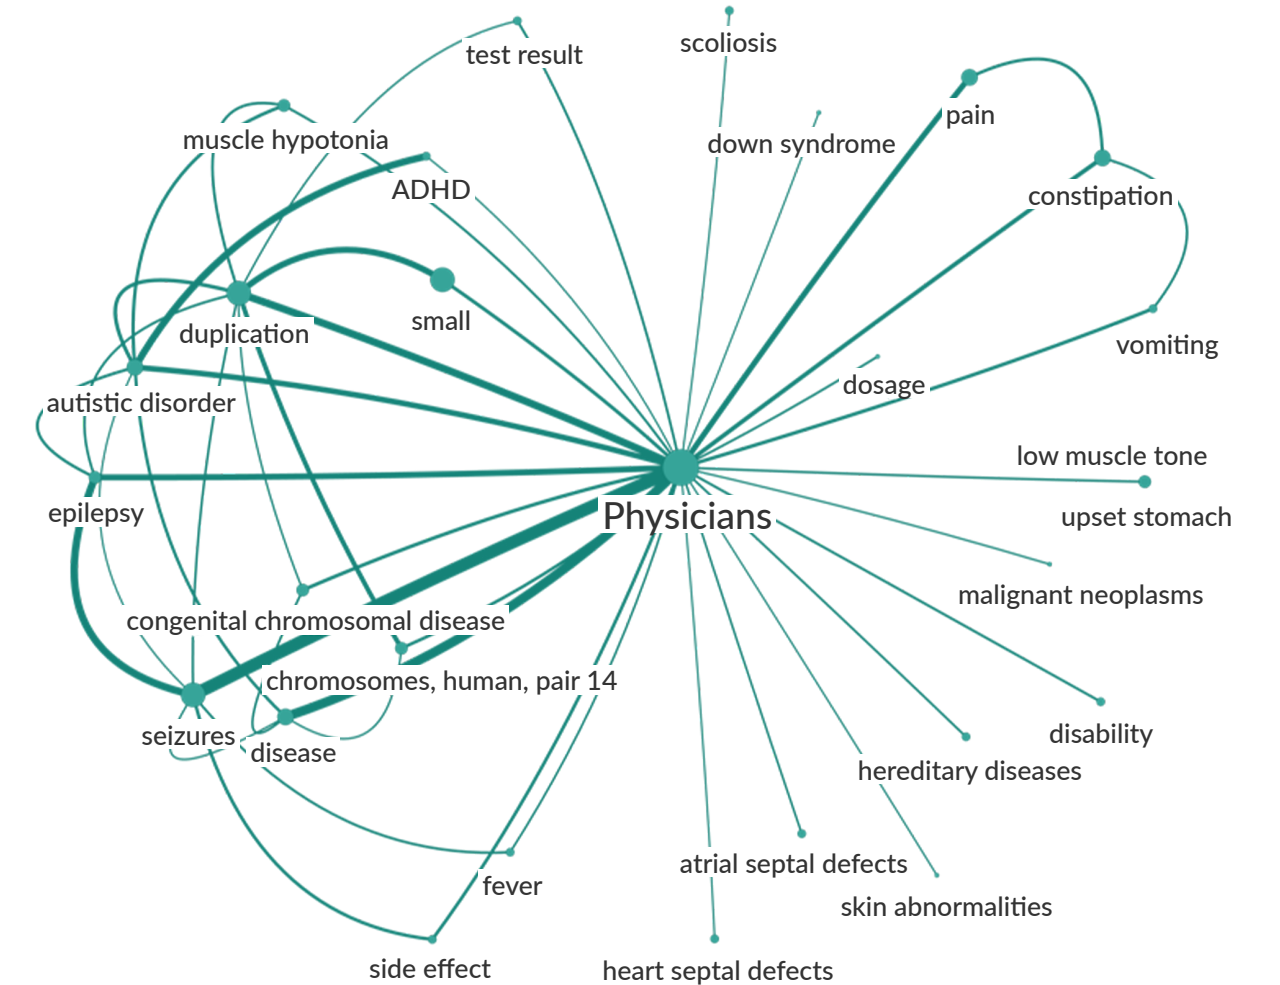 scoliosis
test result
pain
muscle hypotonia
down syndrome
ADHD
constipation
small
duplication
vomiting
dosage
autistic disorder
low muscle tone
epilepsy
Physicians
upset stomach
malignant neoplasms
congenital chromosomal disease
chromosomes, human, pair 14
seizures
disease
disability
hereditary diseases
atrial septal defects
fever
skin abnormalities
side effect
heart septal defects